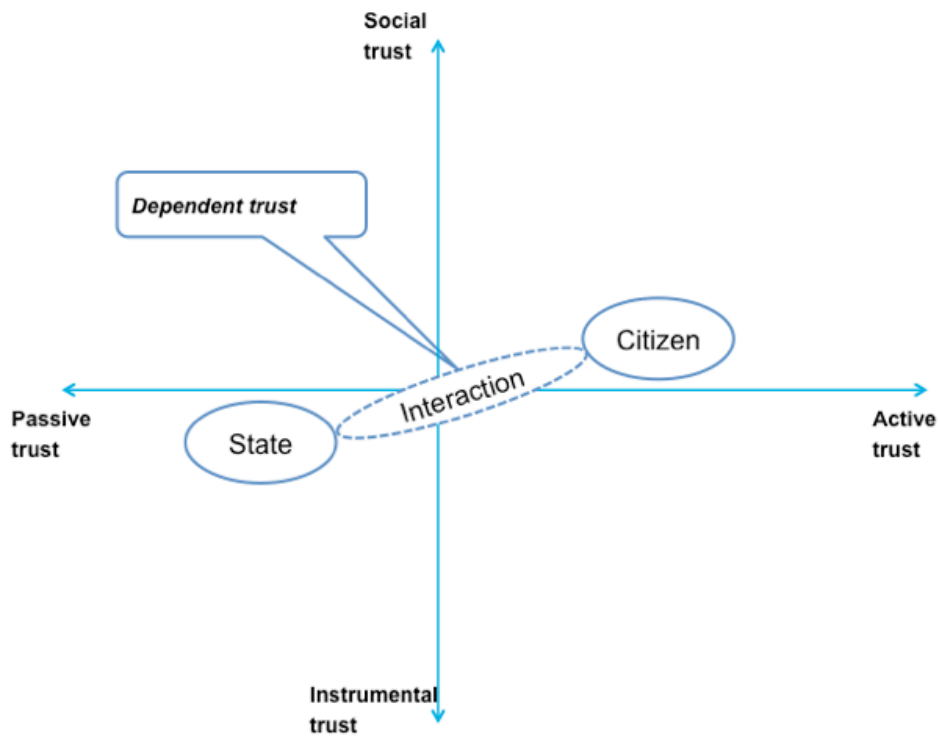 Social
trust
Dependent trust
Citizen
Interaction
Passive
trust
Active
trust
State
Instrumental
trust